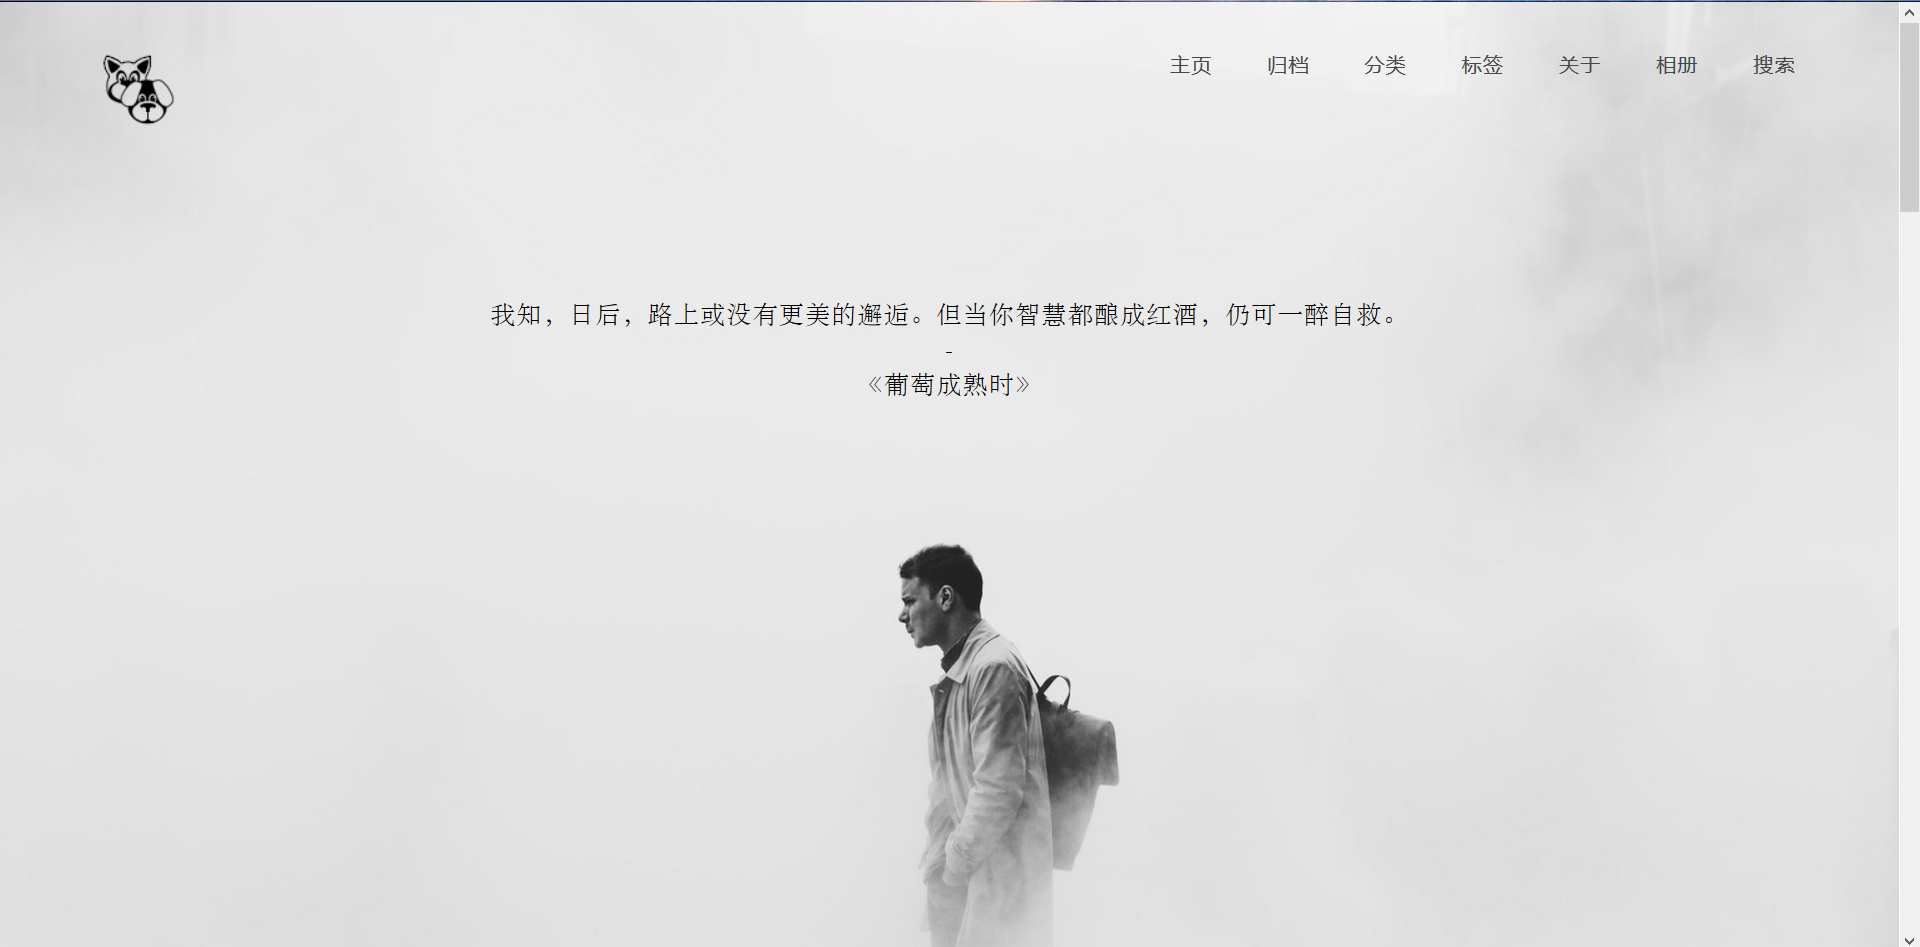 主页 归档 分类 标签 关于 相册 搜索
我知，日后，路上或没有更美的邂逅。但当你智慧都酿成红酒，仍可一醉自救。
-
《葡萄成熟时》